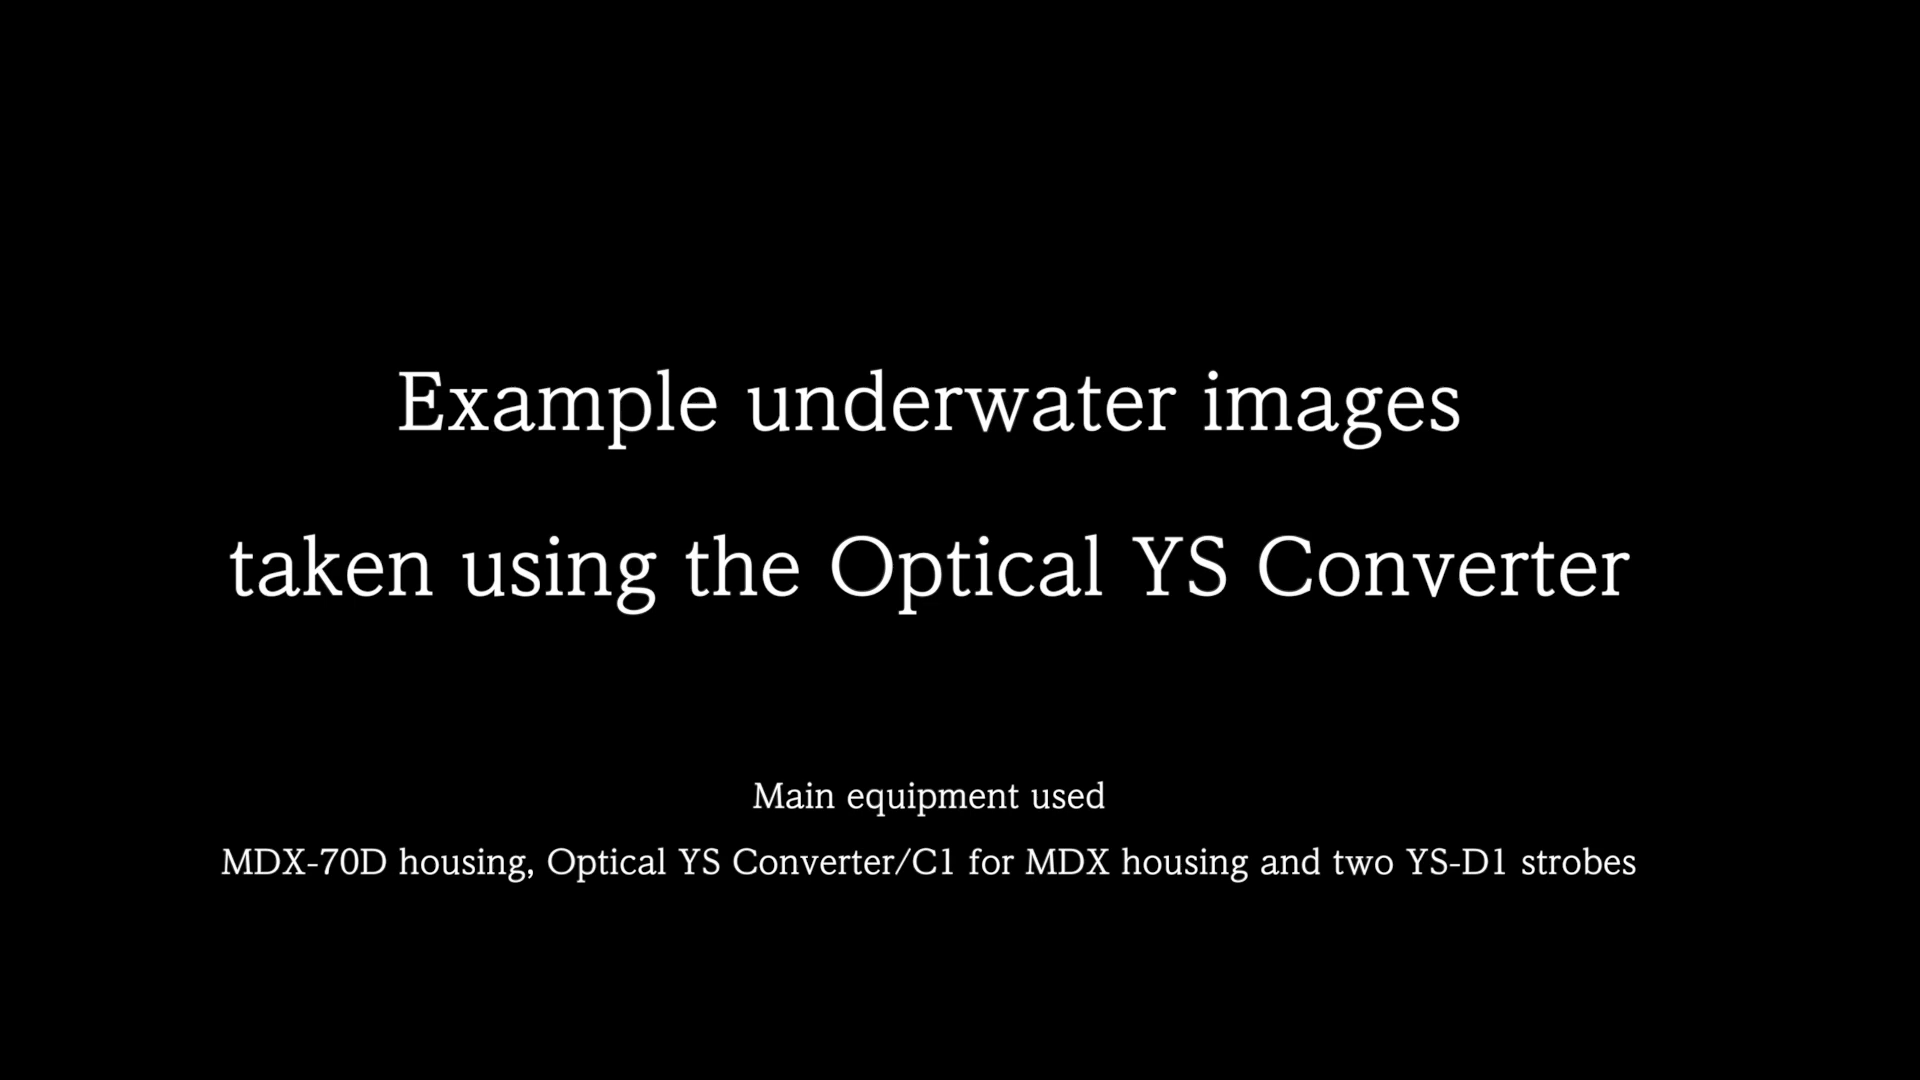 Example underwater images
taken using the Optical YS Converter
Main equipment used
MDX-70D housing, Optical YS Converter/C1 for MDX housing and two YS-D1 strobes